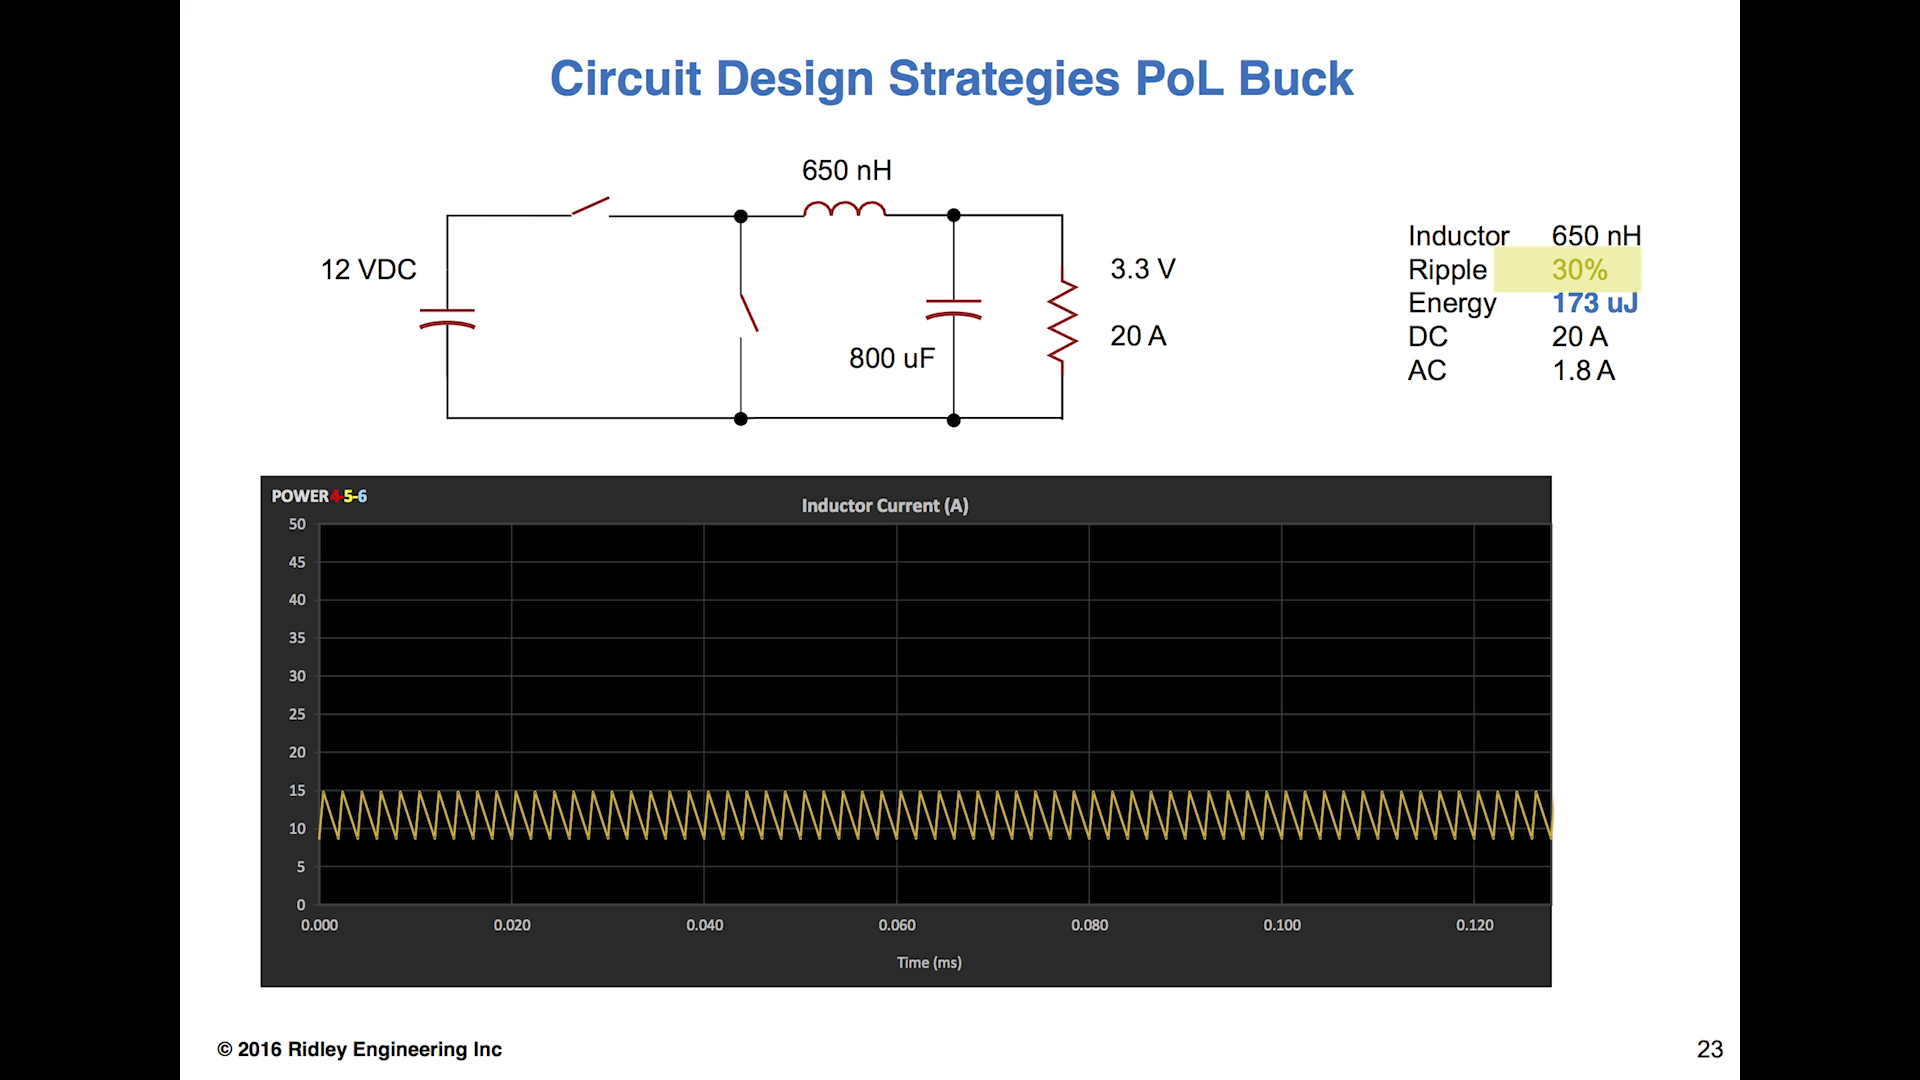 Circuit Design Strategies PoL Buck
650 nH
12 VDC
3.3 V
20 A
800 uF
Inductor 650 nH
Ripple 30%
Energy 173 uJ
DC 20 A
AC 1.8 A
POWER 4-5-6
Inductor Current (A)
50
45
40
35
30
25
20
15
10
5
0
0.000 0.020 0.040 0.060 0.080 0.100 0.120
Time (ms)
© 2016 Ridley Engineering Inc
23